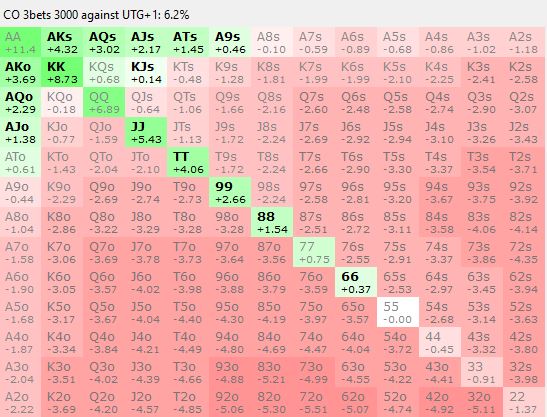 CO 3bets 3000 against UTG+1: 6.2%
AA AKs AQs AJs ATs A9s A8s A7s A6s A5s A4s A3s A2s
+11.4 +4.32 +3.02 +2.17 +1.45 +0.46 -0.10 -0.59 -0.89 -0.68 -0.86 -1.02 -1.18
AKo KK KQs KJs KTs K9s K8s K7s K6s K5s K4s K3s K2s
+3.69 +8.73 +0.68 +0.14 -0.48 -1.28 -1.81 -1.99 -1.99 -2.10 -2.25 -2.41 -2.58
AQo KQo QQ QJs QTs Q9s Q8s Q7s Q6s Q5s Q4s Q3s Q2s
+2.29 -0.18 +6.89 -0.64 -1.06 -1.66 -2.16 -2.60 -2.48 -2.58 -2.74 -2.90 -3.07
AJo KJo QJo JJ JTs J9s J8s J7s J6s J5s J4s J3s J2s
+1.38 -0.77 -1.59 +5.43 -1.13 -1.72 -2.24 -2.69 -2.92 -2.94 -3.10 -3.26 -3.43
ATo KTo QTo JTo TT T9s T8s T7s T6s T5s T4s T3s T2s
+0.61 -1.43 -2.04 -2.10 +4.06 -1.72 -2.24 -2.66 -2.90 -3.30 -3.37 -3.54 -3.71
A9o K9o Q9o J9o T9o 99 98s 97s 96s 95s 94s 93s 92s
-0.44 -2.29 -2.69 -2.74 -2.73 +2.66 -2.24 -2.58 -2.81 -3.20 -3.67 -3.75 -3.92
A8o K8o Q8o J8o T8o 98o 88 87s 86s 85s 84s 83s 82s
-1.04 -2.86 -3.22 -3.29 -3.28 -3.28 +1.54 -2.51 -2.72 -3.11 -3.58 -4.06 -4.14
A7o K7o Q7o J7o T7o 97o 87o 77 76s 75s 74s 73s 72s
-1.58 -3.06 -3.69 -3.78 -3.73 -3.64 -3.56 +0.75 -2.55 -2.91 -3.37 -3.86 -4.35
A6o K6o Q6o J6o T6o 96o 86o 76o 66 65s 64s 63s 62s
-1.90 -3.05 -3.57 -4.02 -3.98 -3.88 -3.79 -3.59 +0.37 -2.53 -2.97 -3.45 -3.94
A5o K5o Q5o J5o T5o 95o 85o 75o 65o 55 54s 53s 52s
-1.68 -3.17 -3.67 -4.04 -4.40 -4.30 -4.19 -3.97 -3.57 -0.00 -2.68 -3.14 -3.63
A4o K4o Q4o J4o T4o 94o 84o 74o 64o 54o 44 43s 42s
-1.87 -3.34 -3.84 -4.21 -4.49 -4.80 -4.69 -4.47 -4.04 -3.72 -0.45 -3.32 -3.80
A3o K3o Q3o J3o T3o 93o 83o 73o 63o 53o 43o 33 32s
-2.04 -3.51 -4.02 -4.39 -4.66 -4.88 -5.21 -4.99 -4.55 -4.22 -4.41 -0.91 -3.98
A2o K2o Q2o J2o T2o 92o 82o 72o 62o 52o 42o 32o 22
-2.22 -3.69 -4.20 -4.57 -4.85 -5.06 -5.30 -5.51 -5.07 -4.74 -4.92 -5.11 1.37